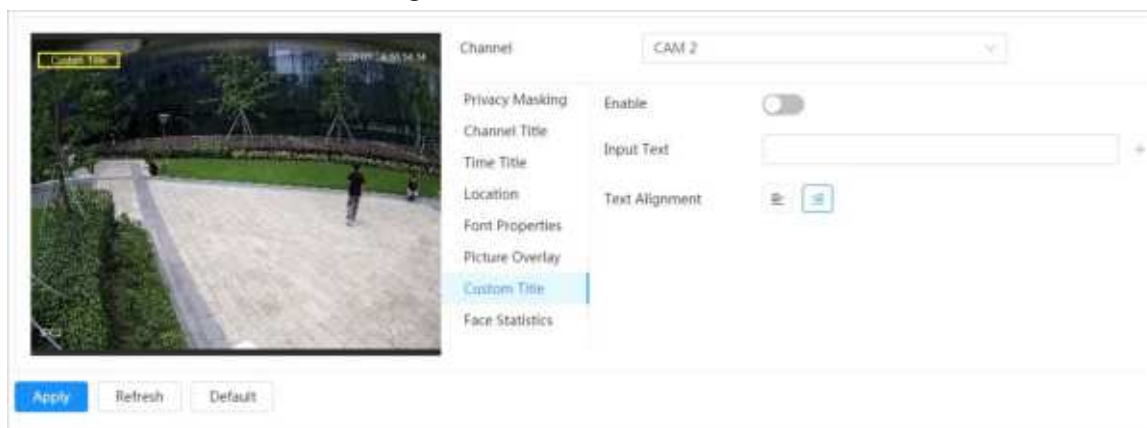 Channel
CAM 2
Custom Title
Privacy Masking
Enable
Channel Title
Input Text
Time Title
Location
Text Alignment
Font Properties
Picture Overlay
Custom Title
Face Statistics
Apply
Refresh
Default